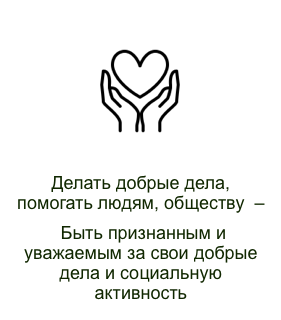 Делать добрые дела,
помогать людям, обществу –
Быть признанным и
уважаемым за свои добрые
дела и социальную
активность